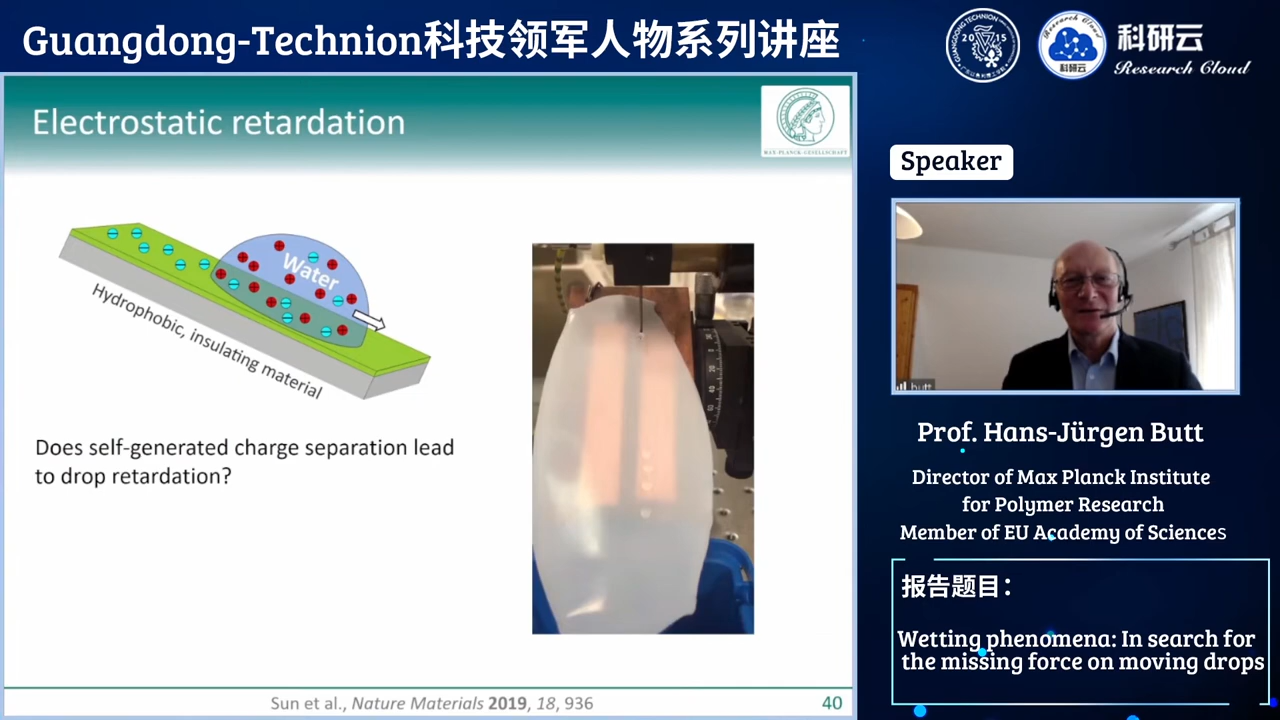 Guangdong-Technion科技领军人物系列讲座
科研云
Research Cloud
Electrostatic retardation
MAX-PLANCK-GESELLSCHAFT
Water
Hydrophobic, insulating material
Does self-generated charge separation lead
to drop retardation?
Sun et al., Nature Materials 2019, 18, 936
40
Speaker
butt
Prof. Hans-Jürgen Butt
Director of Max Planck Institute
for Polymer Research
Member of EU Academy of Sciences
报告题目：
Wetting phenomena: In search for
the missing force on moving drops